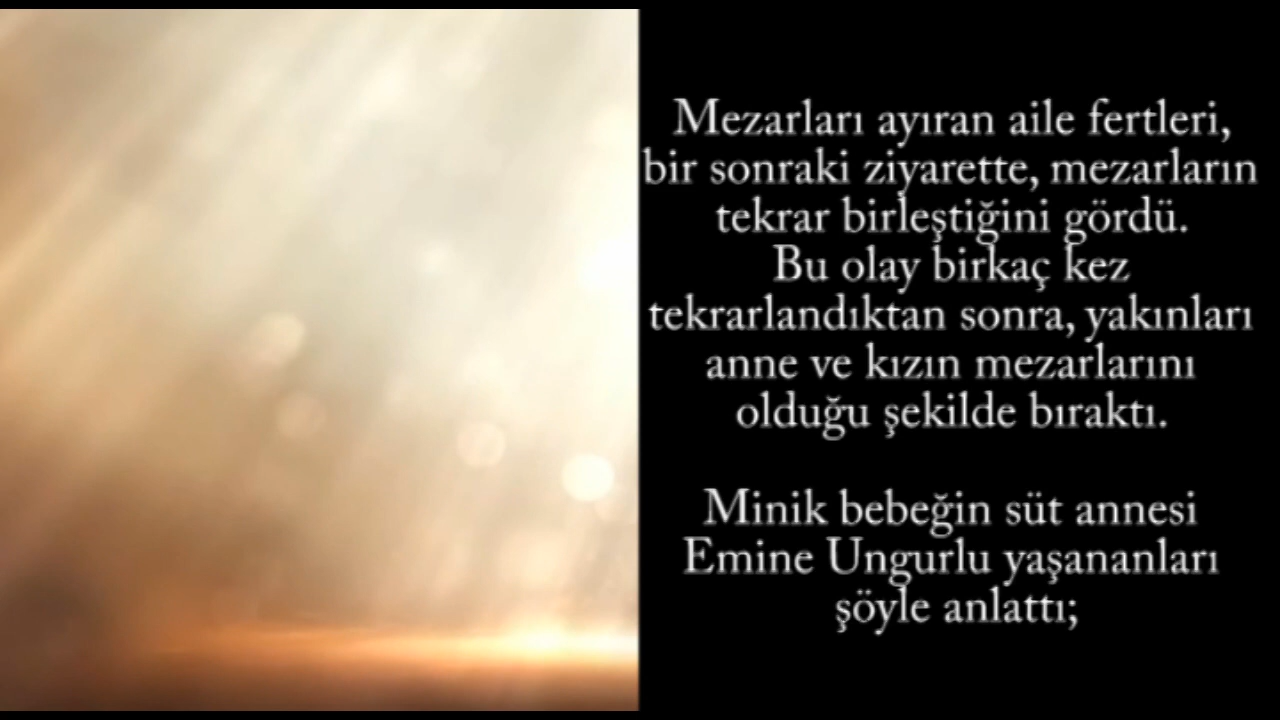 Mezarları ayıran aile fertleri,
bir sonraki ziyarette, mezarların
tekrar birleştiğini gördü.
Bu olay birkaç kez
tekrarlandıktan sonra, yakınları
anne ve kızın mezarlarını
olduğu şekilde bıraktı.
Minik bebeğin süt annesi
Emine Ungurlu yaşananları
şöyle anlattı;